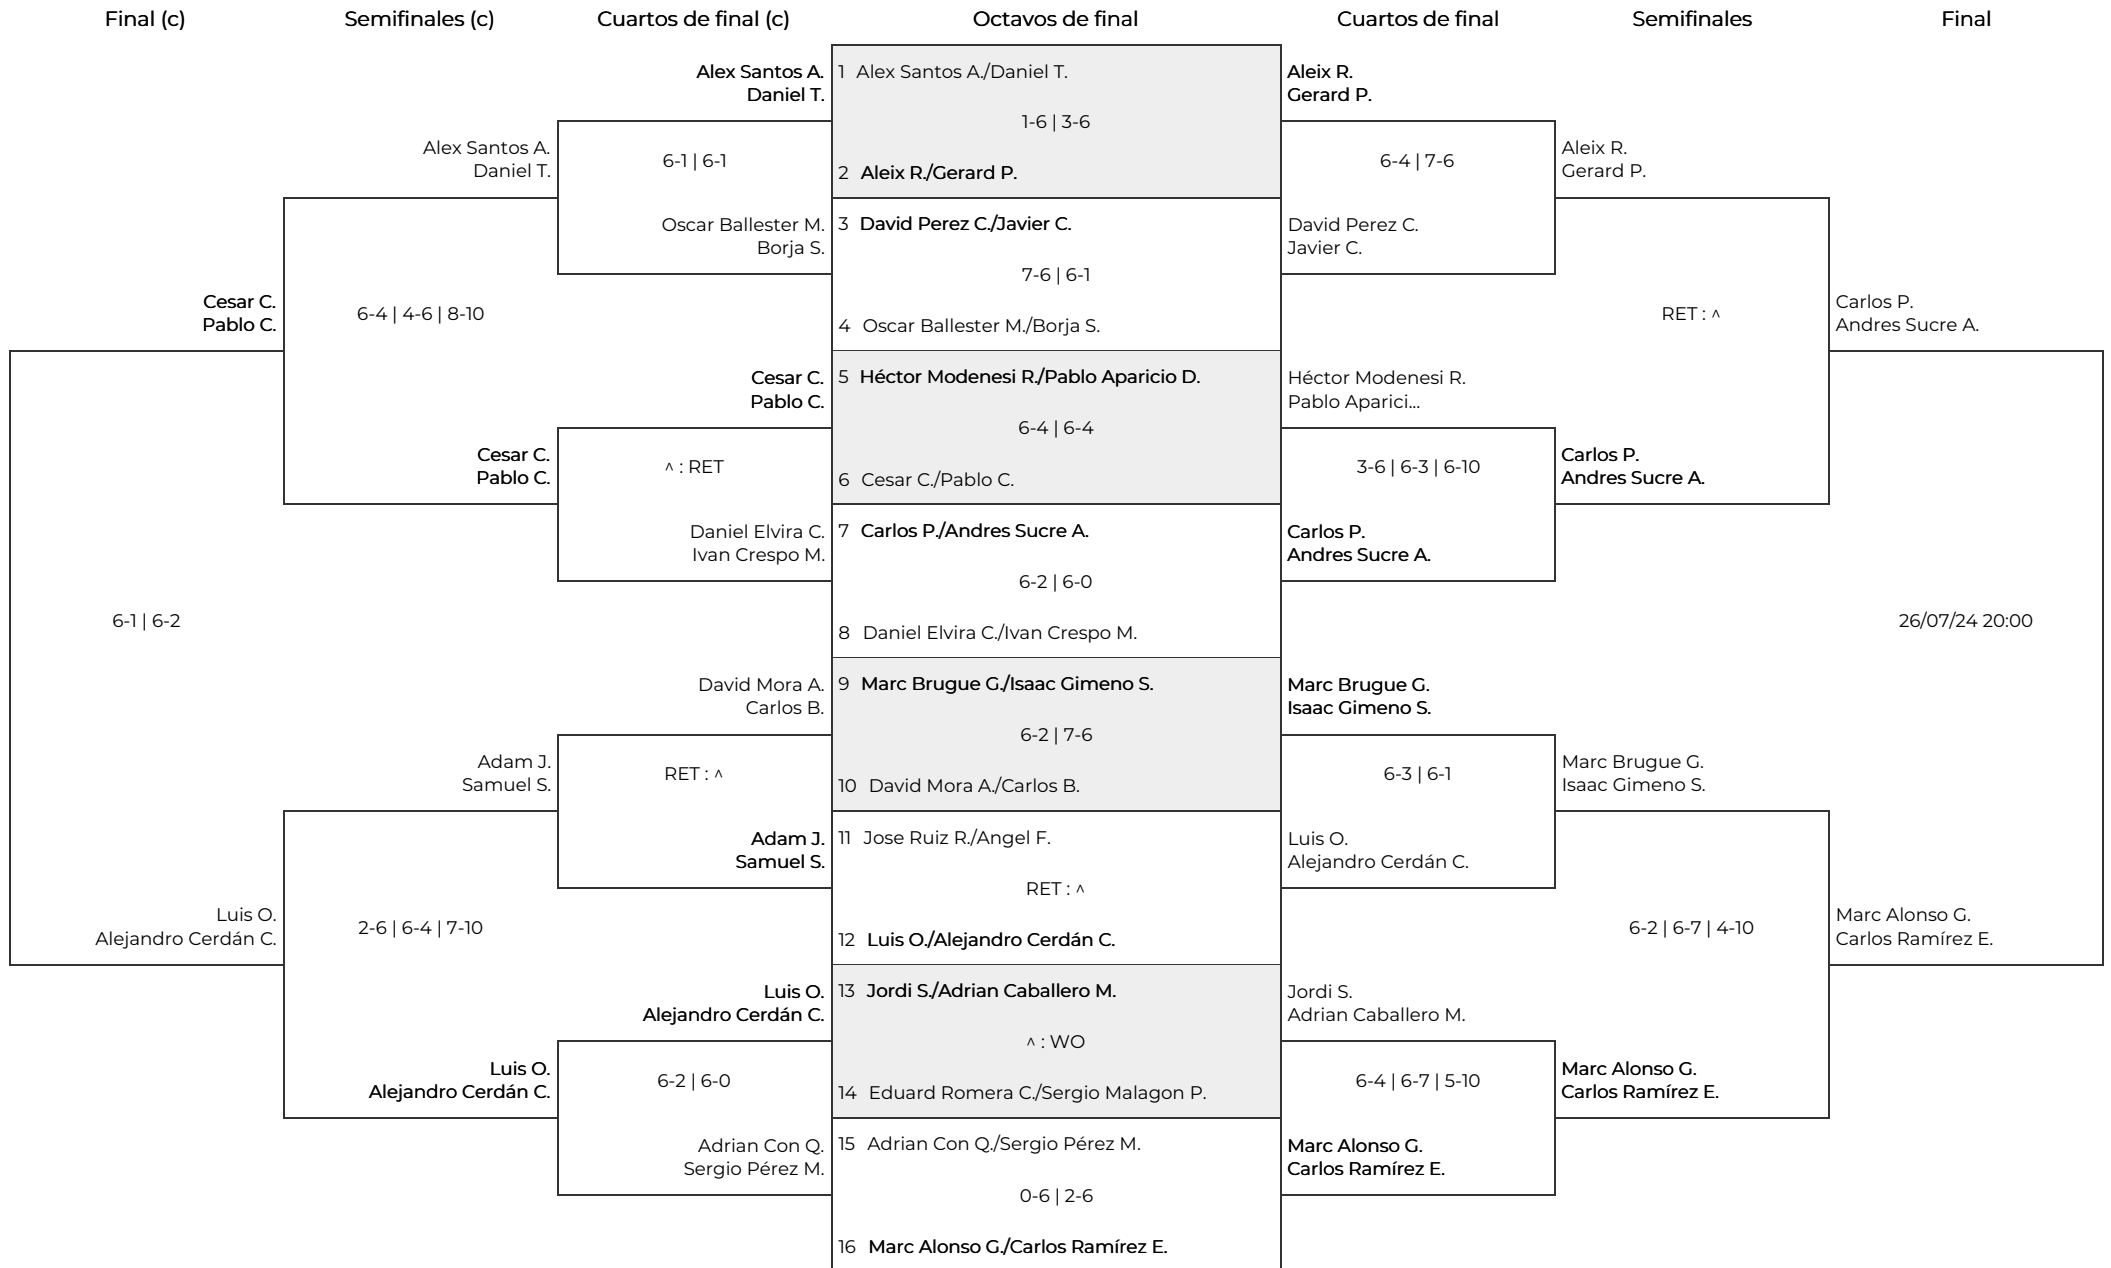 Final (c)
Semifinales (c)
Cuartos de final (c)
Octavos de final
Cuartos de final
Semifinales
Final
Cesar C.
Pablo C.
6-1 | 6-2
Luis O.
Alejandro Cerdán C.
Alex Santos A.
Daniel T.
6-4 | 4-6 | 8-10
Cesar C.
Pablo C.
Adam J.
Samuel S.
2-6 | 6-4 | 7-10
Luis O.
Alejandro Cerdán C.
Alex Santos A.
Daniel T.
6-1 | 6-1
Oscar Ballester M.
Borja S.
Cesar C.
Pablo C.
^ : RET
Daniel Elvira C.
Ivan Crespo M.
David Mora A.
Carlos B.
RET : ^
Adam J.
Samuel S.
Luis O.
Alejandro Cerdán C.
6-2 | 6-0
Adrian Con Q.
Sergio Pérez M.
1 Alex Santos A./Daniel T.
1-6 | 3-6
2 Aleix R./Gerard P.
3 David Perez C./Javier C.
7-6 | 6-1
4 Oscar Ballester M./Borja S.
5 Héctor Modenesi R./Pablo Aparicio D.
6-4 | 6-4
6 Cesar C./Pablo C.
7 Carlos P./Andres Sucre A.
6-2 | 6-0
8 Daniel Elvira C./Ivan Crespo M.
9 Marc Brugue G./Isaac Gimeno S.
6-2 | 7-6
10 David Mora A./Carlos B.
11 Jose Ruiz R./Angel F.
RET : ^
12 Luis O./Alejandro Cerdán C.
13 Jordi S./Adrian Caballero M.
^ : WO
14 Eduard Romera C./Sergio Malagon P.
15 Adrian Con Q./Sergio Pérez M.
0-6 | 2-6
16 Marc Alonso G./Carlos Ramírez E.
Aleix R.
Gerard P.
6-4 | 7-6
David Perez C.
Javier C.
Héctor Modenesi R.
Pablo Aparici...
3-6 | 6-3 | 6-10
Carlos P.
Andres Sucre A.
Marc Brugue G.
Isaac Gimeno S.
6-3 | 6-1
Luis O.
Alejandro Cerdán C.
Jordi S.
Adrian Caballero M.
6-4 | 6-7 | 5-10
Marc Alonso G.
Carlos Ramírez E.
Aleix R.
Gerard P.
RET : ^
Carlos P.
Andres Sucre A.
Marc Brugue G.
Isaac Gimeno S.
6-2 | 6-7 | 4-10
Marc Alonso G.
Carlos Ramírez E.
Carlos P.
Andres Sucre A.
26/07/24 20:00
Marc Alonso G.
Carlos Ramírez E.